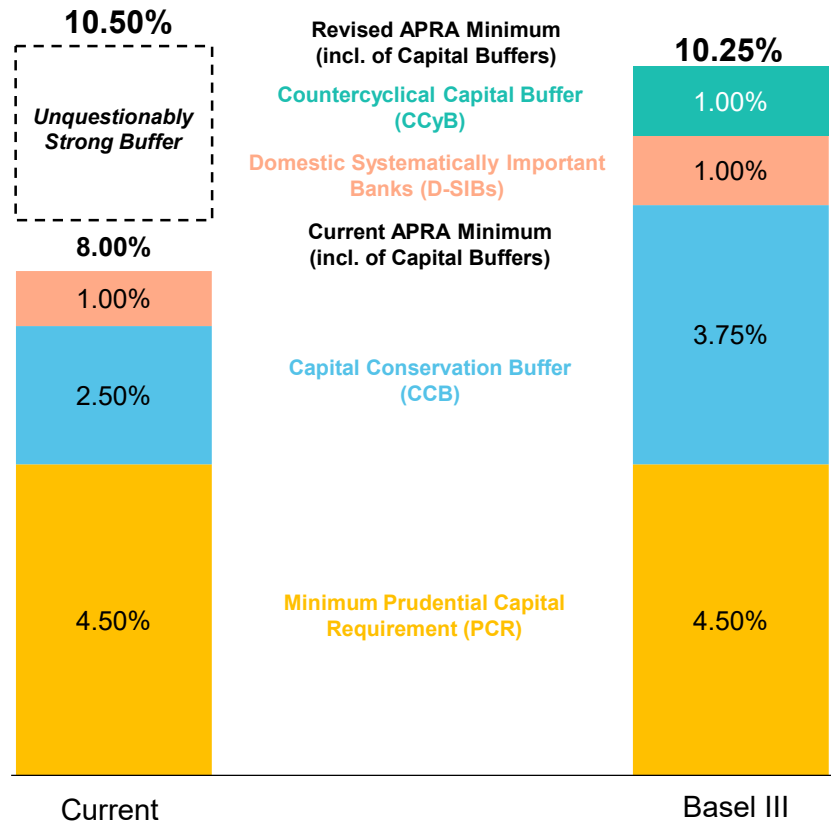 10.50%
Unquestionably
Strong Buffer
8.00%
1.00%
2.50%
4.50%
Current
Revised APRA Minimum
(incl. of Capital Buffers)
Countercyclical Capital Buffer
(CCyB)
Domestic Systematically Important
Banks (D-SIBs)
Current APRA Minimum
(incl. of Capital Buffers)
Capital Conservation Buffer
(CCB)
Minimum Prudential Capital
Requirement (PCR)
10.25%
1.00%
1.00%
3.75%
4.50%
Basel III